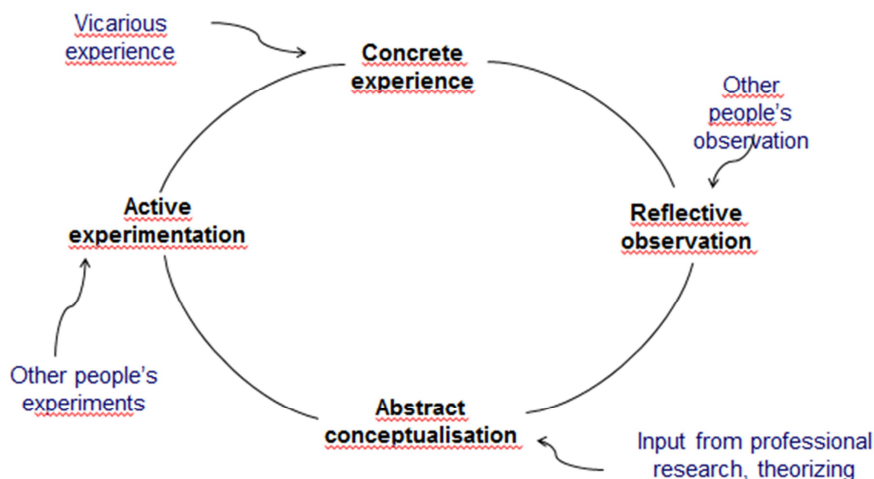 Vicarious
experience
Concrete
experience
Other
people's
observation
Active
experimentation
Reflective
observation
Other people's
experiments
Abstract
conceptualisation
Input from professional
research, theorizing